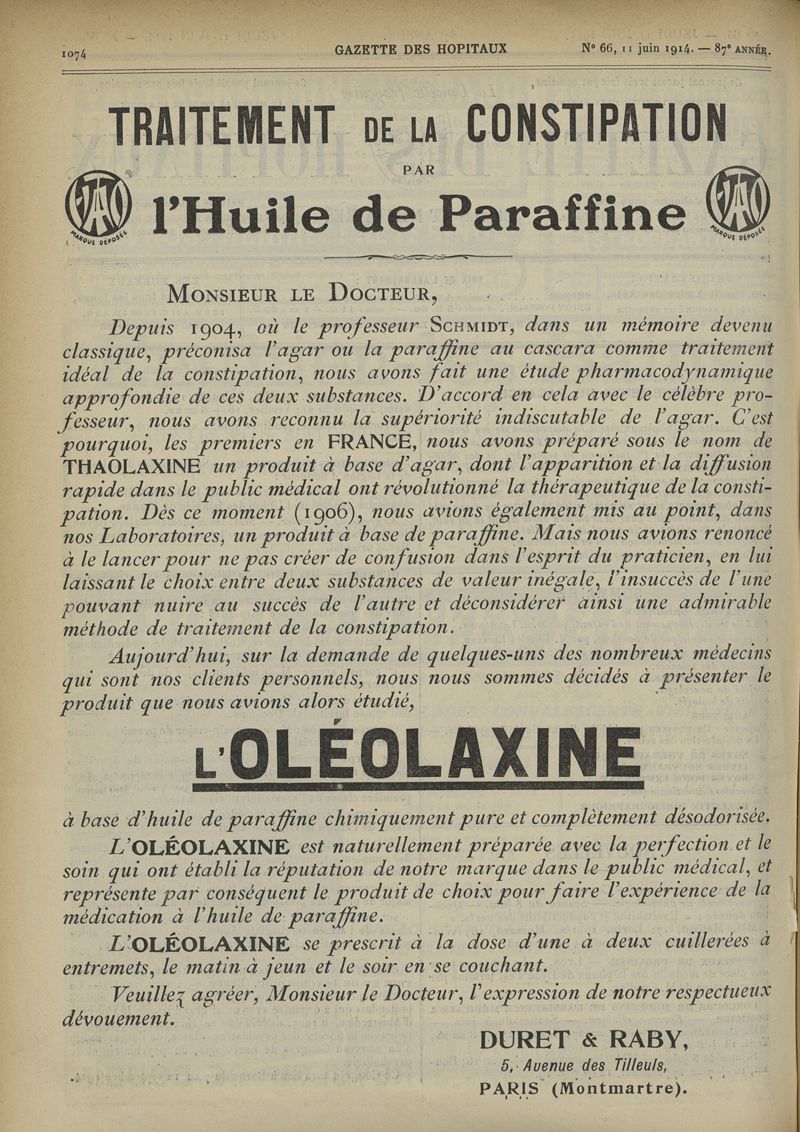 1074
GAZETTE DES HOPITAUX
N° 66, 11 juin 1914. — 87e ANNÉE.
TRAITEMENT DE LA CONSTIPATION
PAR
l'Huile de Paraffine
MARQUE DÉPOSÉE
MARQUE DÉPOSÉE
MONSIEUR LE DOCTEUR,
Depuis 1904, où le professeur SCHMIDT, dans un mémoire devenu
classique, préconisa l'agar ou la paraffine au cascara comme traitement
idéal de la constipation, nous avons fait une étude pharmacodynamique
approfondie de ces deux substances. D'accord en cela avec le célèbre pro-
fesseur, nous avons reconnu la supériorité indiscutable de l'agar. C'est
pourquoi, les premiers en FRANCE, nous avons préparé sous le nom de
THAOLAXINE un produit à base d'agar, dont l'apparition et la diffusion
rapide dans le public médical ont révolutionné la thérapeutique de la consti-
pation. Dès ce moment (1906), nous avions également mis au point, dans
nos Laboratoires, un produit à base de paraffine. Mais nous avions renoncé
à le lancer pour ne pas créer de confusion dans l'esprit du praticien, en lui
laissant le choix entre deux substances de valeur inégale, l'insuccès de l'une
pouvant nuire au succès de l'autre et déconsidérer ainsi une admirable
méthode de traitement de la constipation.
Aujourd'hui, sur la demande de quelques-uns des nombreux médecins
qui sont nos clients personnels, nous nous sommes décidés à présenter le
produit que nous avions alors étudié,
L'OLÉOLAXINE
à base d'huile de paraffine chimiquement pure et complètement désodorisée.
L'OLÉOLAXINE est naturellement préparée avec la perfection et le
soin qui ont établi la réputation de notre marque dans le public médical, et
représente par conséquent le produit de choix pour faire l'expérience de la
médication à l'huile de paraffine.
L'OLÉOLAXINE se prescrit à la dose d'une à deux cuillerées à
entremets, le matin à jeun et le soir en se couchant.
Veuillez agréer, Monsieur le Docteur, l'expression de notre respectueux
dévouement.
DURET & RABY,
5, Avenue des Tilleuls,
PARIS (Montmartre).